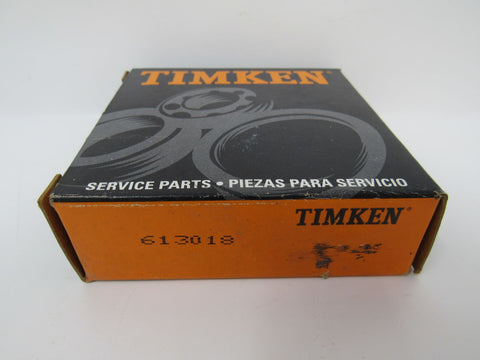 TIMKEN
SERVICE PARTS • PIEZAS PARA SERVICIO
TIMKEN®
613018